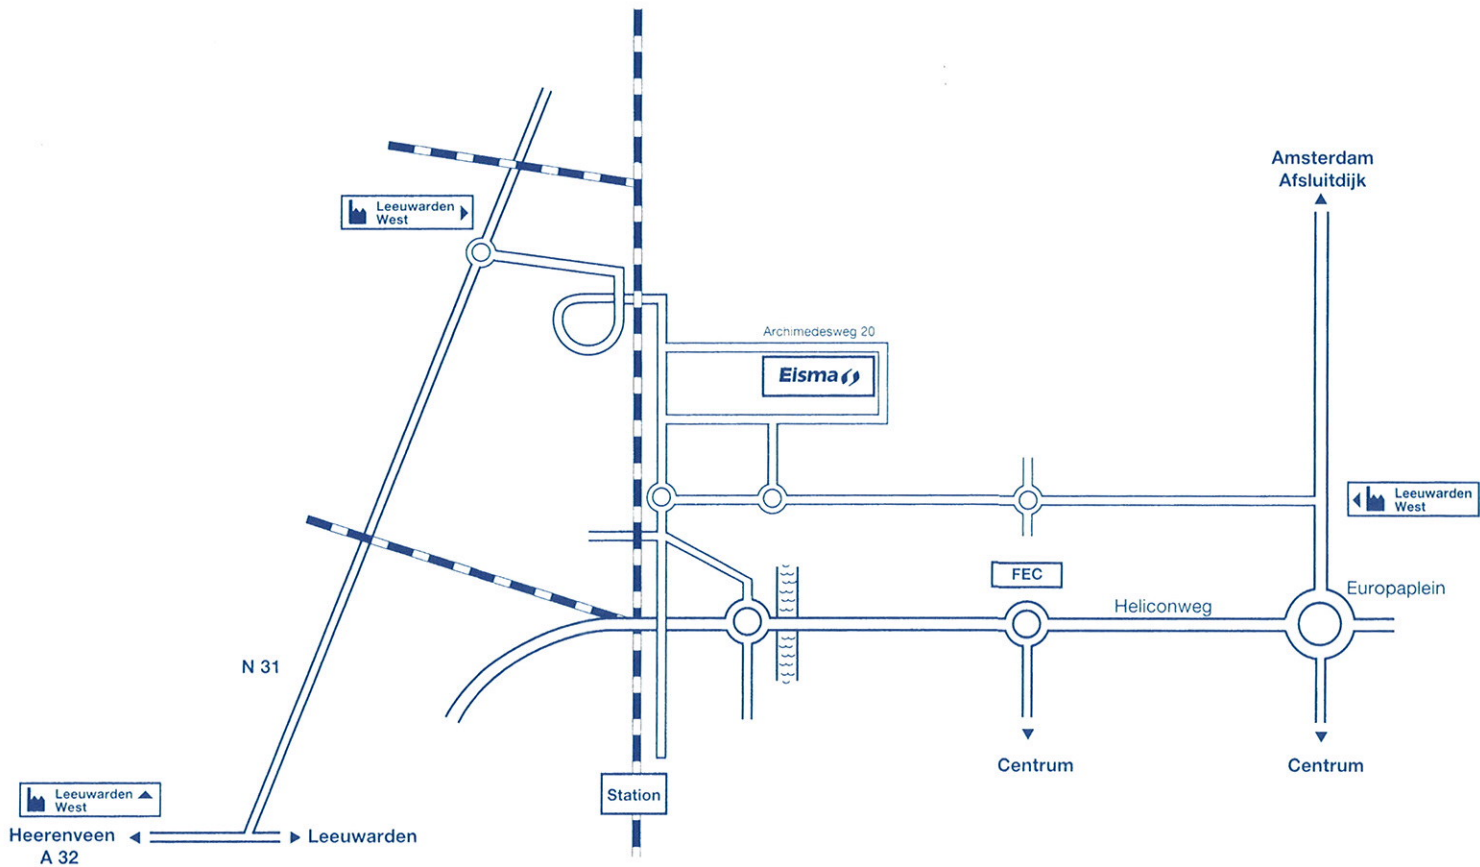 Amsterdam
Afsluitdijk
Leeuwarden
West
Archimedesweg 20
Eisma
Leeuwarden
West
FEC
Europaplein
Heliconweg
N 31
Centrum
Centrum
Leeuwarden
West
Station
Heerenveen
A 32
Leeuwarden